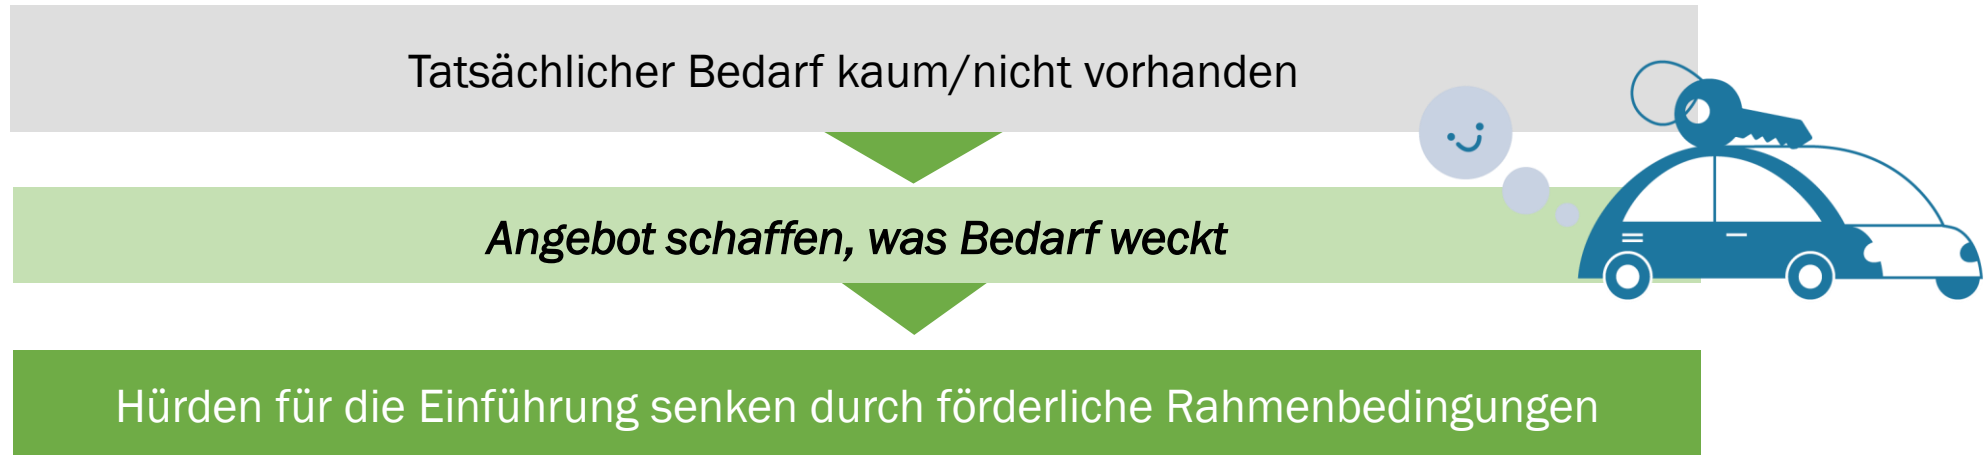 Tatsächlicher Bedarf kaum/nicht vorhanden
Angebot schaffen, was Bedarf weckt
Hürden für die Einführung senken durch förderliche Rahmenbedingungen